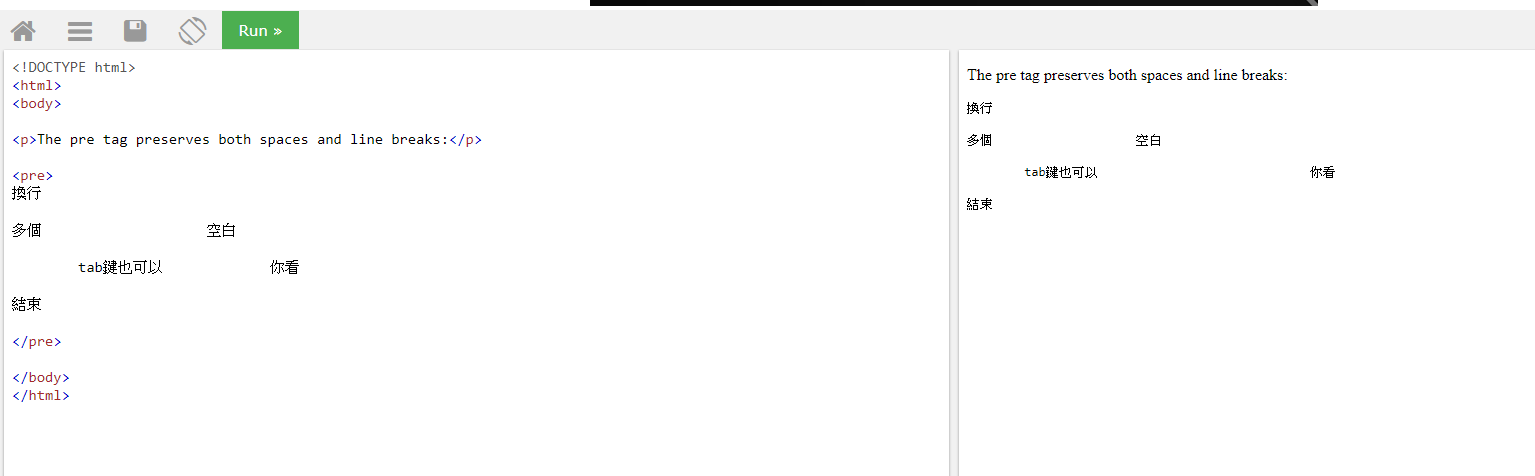 Run »
<!DOCTYPE html>
<html>
<body>
<p>The pre tag preserves both spaces and line breaks:</p>
<pre>
換行
多個                    空白
        tab鍵也可以             你看
結束
</pre>
</body>
</html>
The pre tag preserves both spaces and line breaks:
換行
多個                    空白
        tab鍵也可以                              你看
結束